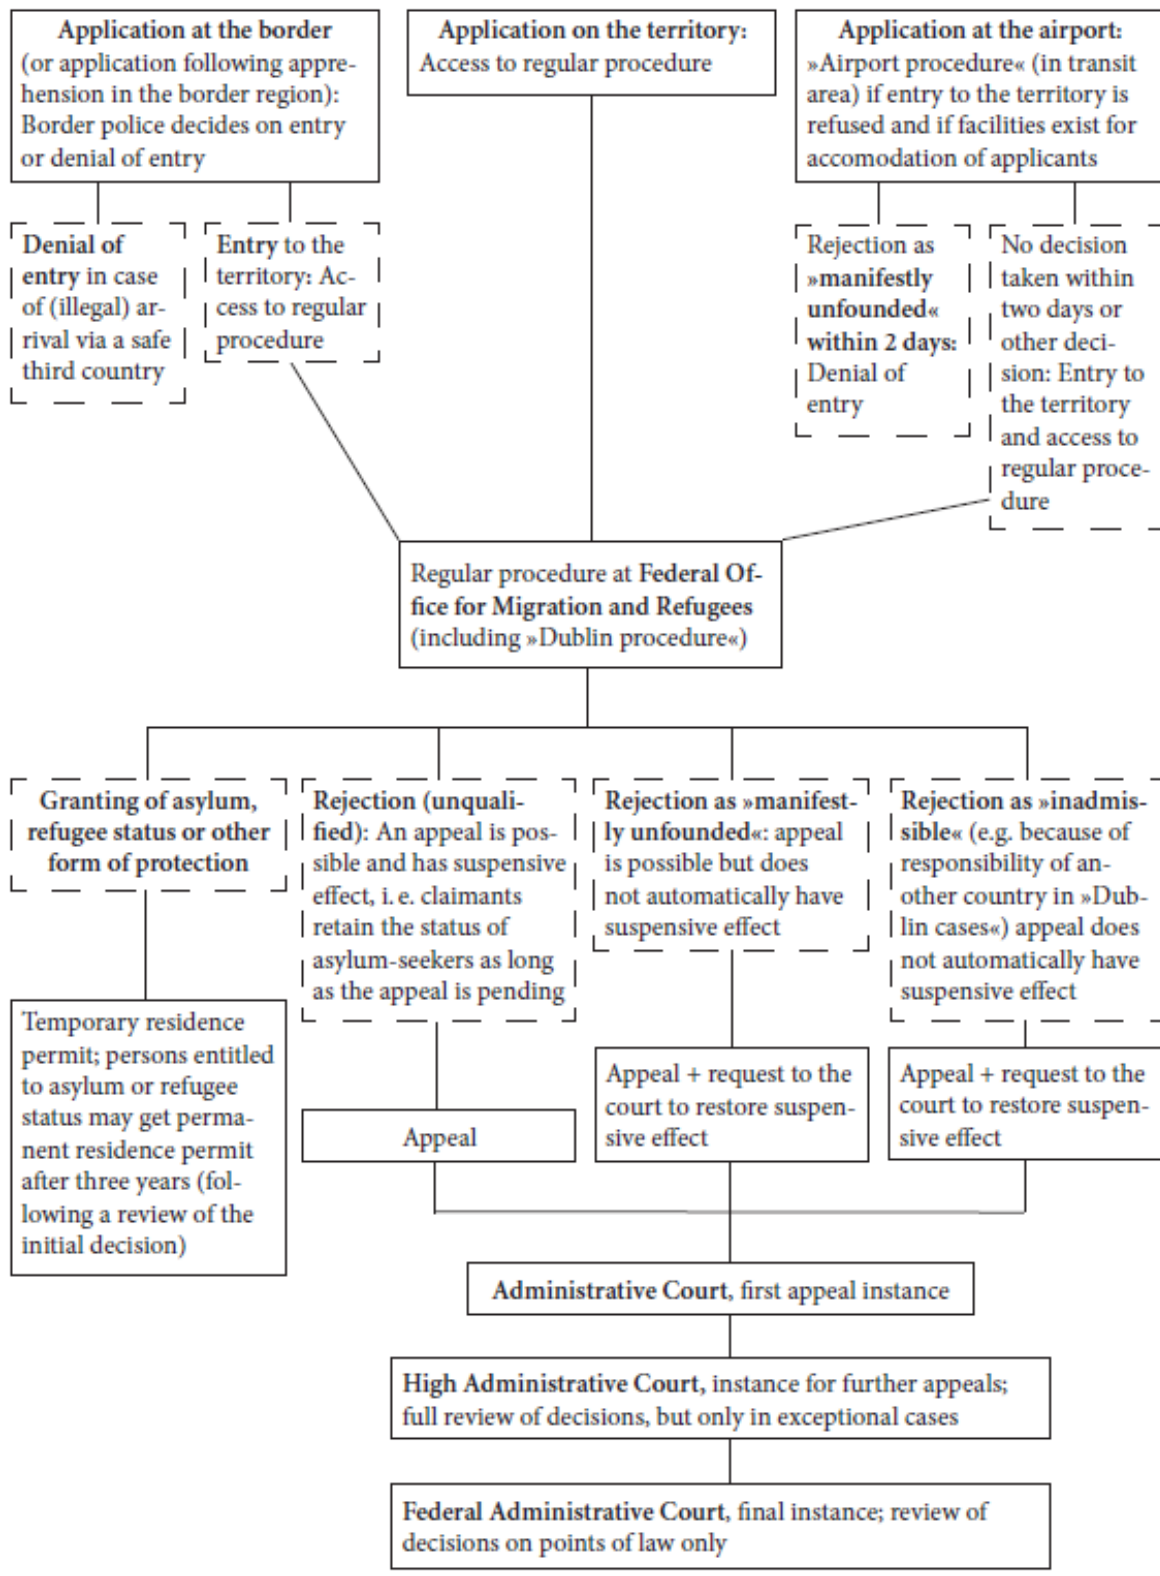 Application at the border
(or application following appre-
hension in the border region):
Border police decides on entry
or denial of entry
Application on the territory:
Access to regular procedure
Application at the airport:
»Airport procedure« (in transit
area) if entry to the territory is
refused and if facilities exist for
accomodation of applicants
Denial of
entry in case
of (illegal) ar-
rival via a safe
third country
Entry to the
territory: Ac-
cess to regular
procedure
Rejection as
»manifestly
unfounded«
within 2 days:
Denial of
entry
No decision
taken within
two days or
other deci-
sion: Entry to
the territory
and access to
regular proce-
dure
Regular procedure at Federal Of-
fice for Migration and Refugees
(including »Dublin procedure«)
Granting of asylum,
refugee status or other
form of protection
Rejection (unquali-
fied): An appeal is pos-
sible and has suspensive
effect, i. e. claimants
retain the status of
asylum-seekers as long
as the appeal is pending
Rejection as »manifest-
ly unfounded«: appeal
is possible but does
not automatically have
suspensive effect
Rejection as »inadmis-
sible« (e.g. because of
responsibility of an-
other country in »Dub-
lin cases«) appeal does
not automatically have
suspensive effect
Temporary residence
permit; persons entitled
to asylum or refugee
status may get perma-
nent residence permit
after three years (fol-
lowing a review of the
initial decision)
Appeal
Appeal + request to the
court to restore suspen-
sive effect
Appeal + request to the
court to restore suspen-
sive effect
Administrative Court, first appeal instance
High Administrative Court, instance for further appeals;
full review of decisions, but only in exceptional cases
Federal Administrative Court, final instance; review of
decisions on points of law only